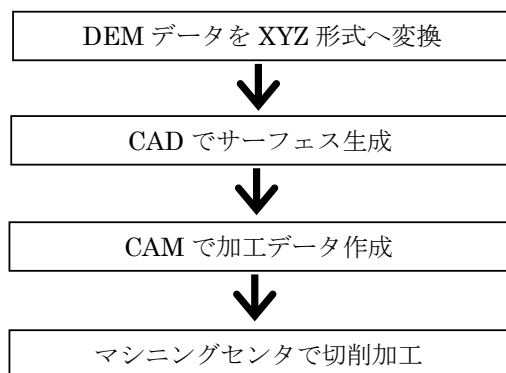 DEM データを XYZ 形式へ変換
CAD でサーフェス生成
CAM で加工データ作成
マシニングセンタで切削加工